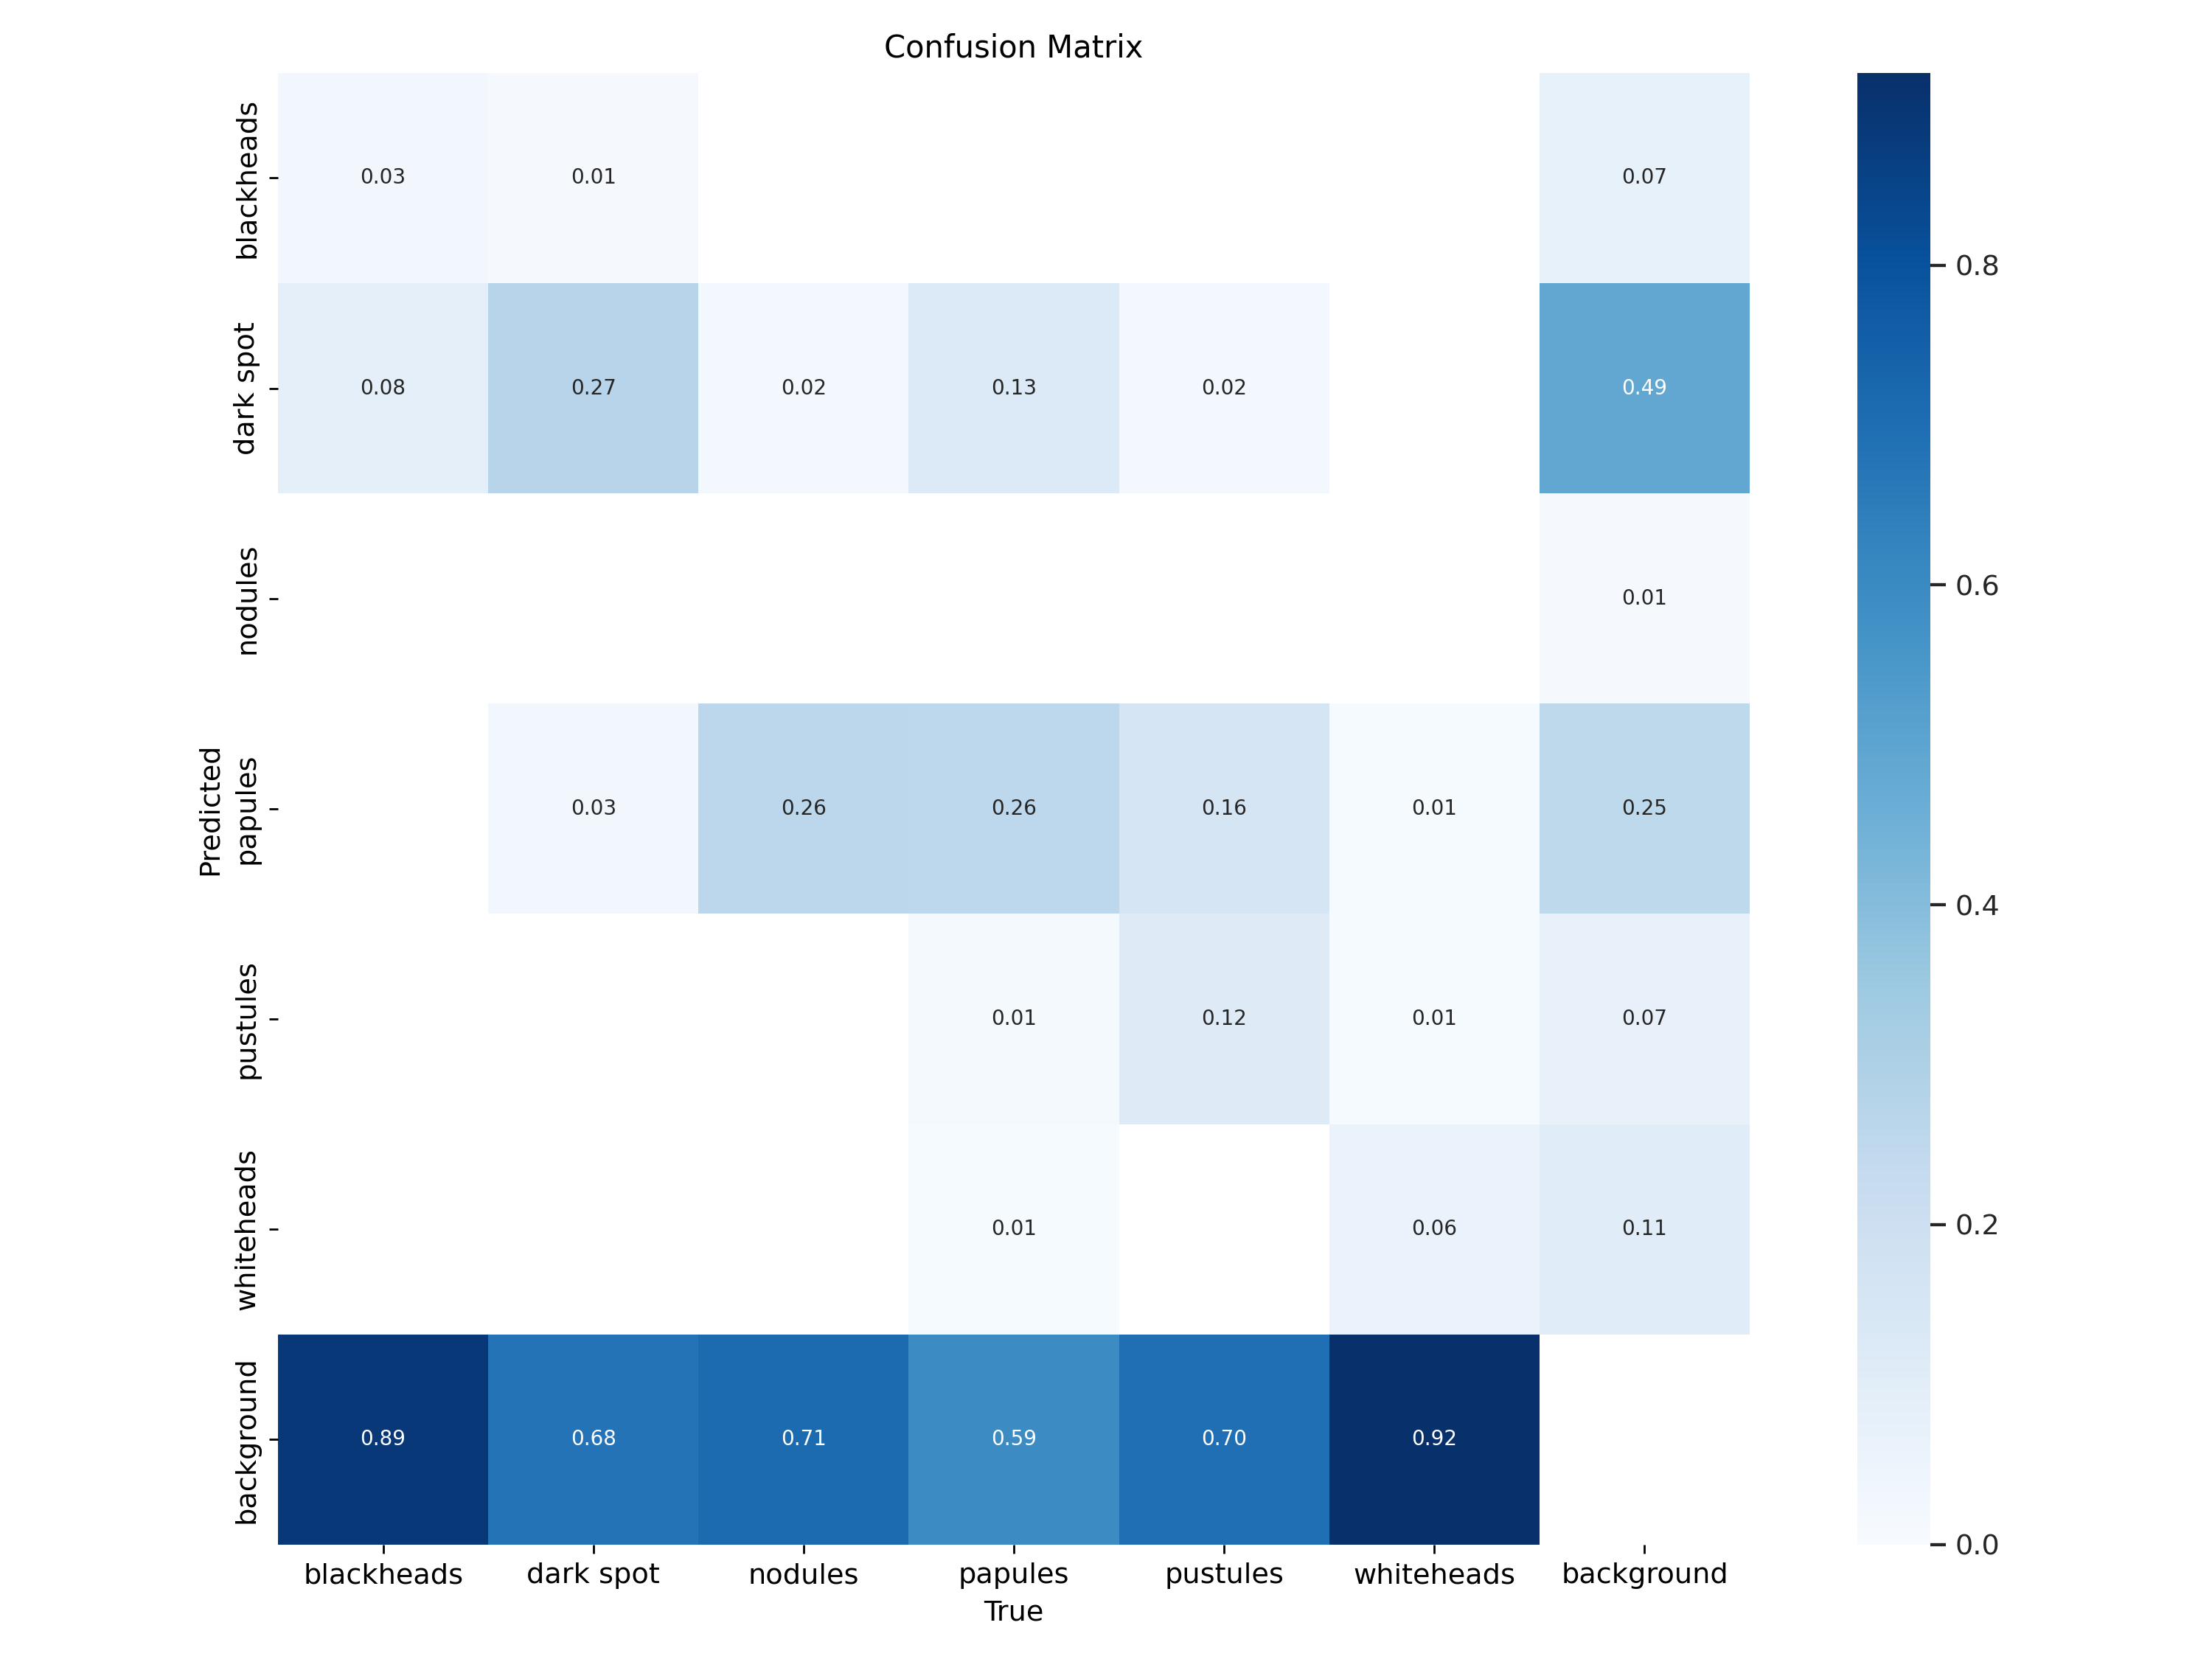 Confusion Matrix
blackheads
0.03 0.01 0.07
0.8
dark spot
0.08 0.27 0.02 0.13 0.02 0.49
0.6
nodules
0.01
Predicted
papules
0.03 0.26 0.26 0.16 0.01 0.25
0.4
pustules
0.01 0.12 0.01 0.07
whiteheads
0.01 0.06 0.11
0.2
background
0.89 0.68 0.71 0.59 0.70 0.92
0.0
blackheads dark spot nodules papules pustules whiteheads background
True